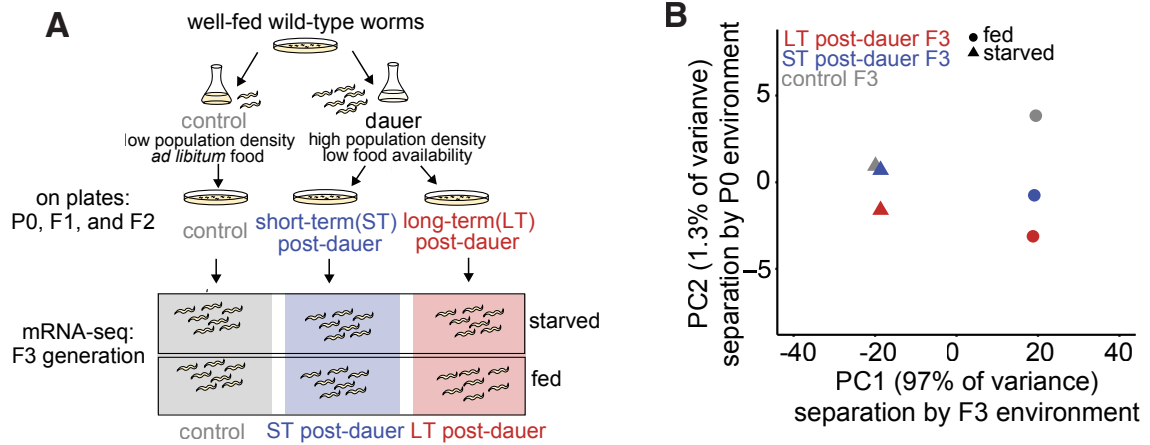 A
well-fed wild-type worms
control
low population density
ad libitum food
dauer
high population density
low food availability
on plates:
P0, F1, and F2
control
short-term(ST)
post-dauer
long-term(LT)
post-dauer
mRNA-seq:
F3 generation
starved
fed
control
ST post-dauer
LT post-dauer
B
LT post-dauer F3
ST post-dauer F3
control F3
fed
starved
PC2 (1.3% of varianve)
separation by P0 environment
5
0
−5
-40
-20
0
20
40
PC1 (97% of variance)
separation by F3 environment